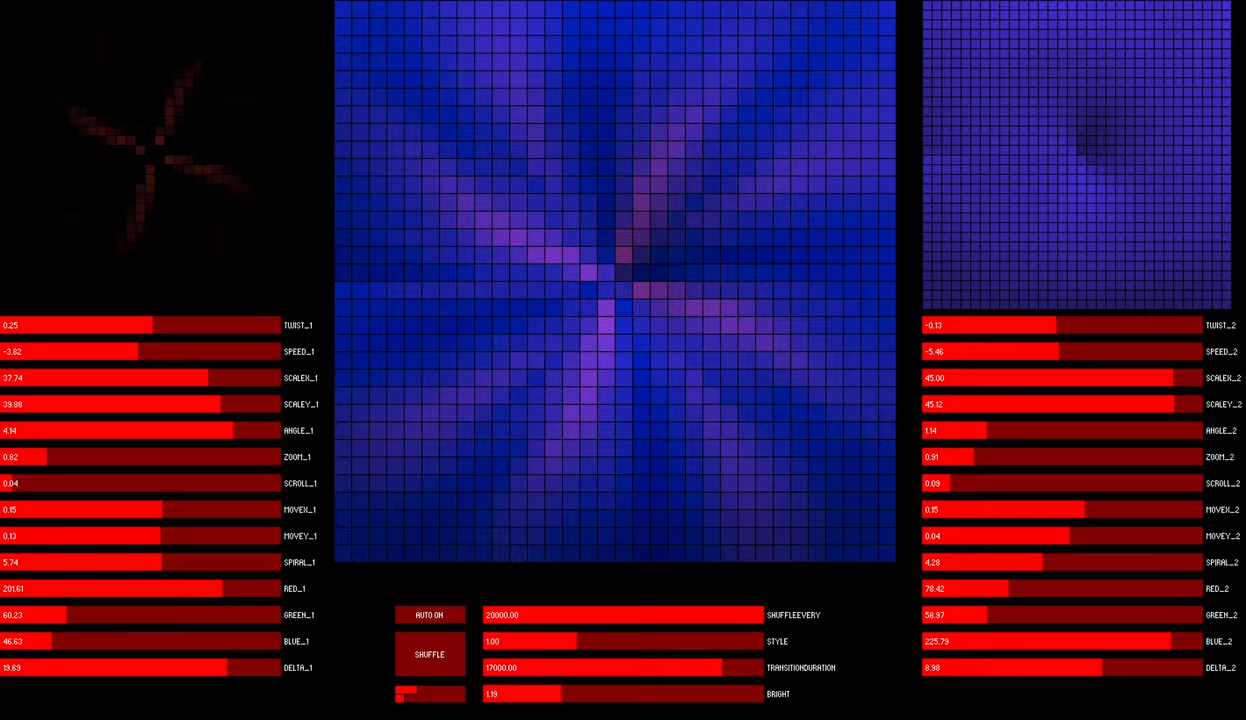 0.25 TWIST_1
-3.82 SPEED_1
37.74 SCALEX_1
39.88 SCALEY_1
4.14 ANGLE_1
0.82 ZOOM_1
0.04 SCROLL_1
0.15 MOVEX_1
0.13 MOVEY_1
5.74 SPIRAL_1
201.61 RED_1
60.23 GREEN_1
46.63 BLUE_1
19.69 DELTA_1
AUTO ON
SHUFFLE
20000.00 SHUFFLEEVERY
1.00 STYLE
17000.00 TRANSITIONDURATION
1.19 BRIGHT
-0.13 TWIST_2
-5.46 SPEED_2
45.00 SCALEX_2
45.12 SCALEY_2
1.14 ANGLE_2
0.91 ZOOM_2
0.09 SCROLL_2
0.15 MOVEX_2
0.04 MOVEY_2
4.28 SPIRAL_2
78.42 RED_2
58.97 GREEN_2
225.79 BLUE_2
8.98 DELTA_2